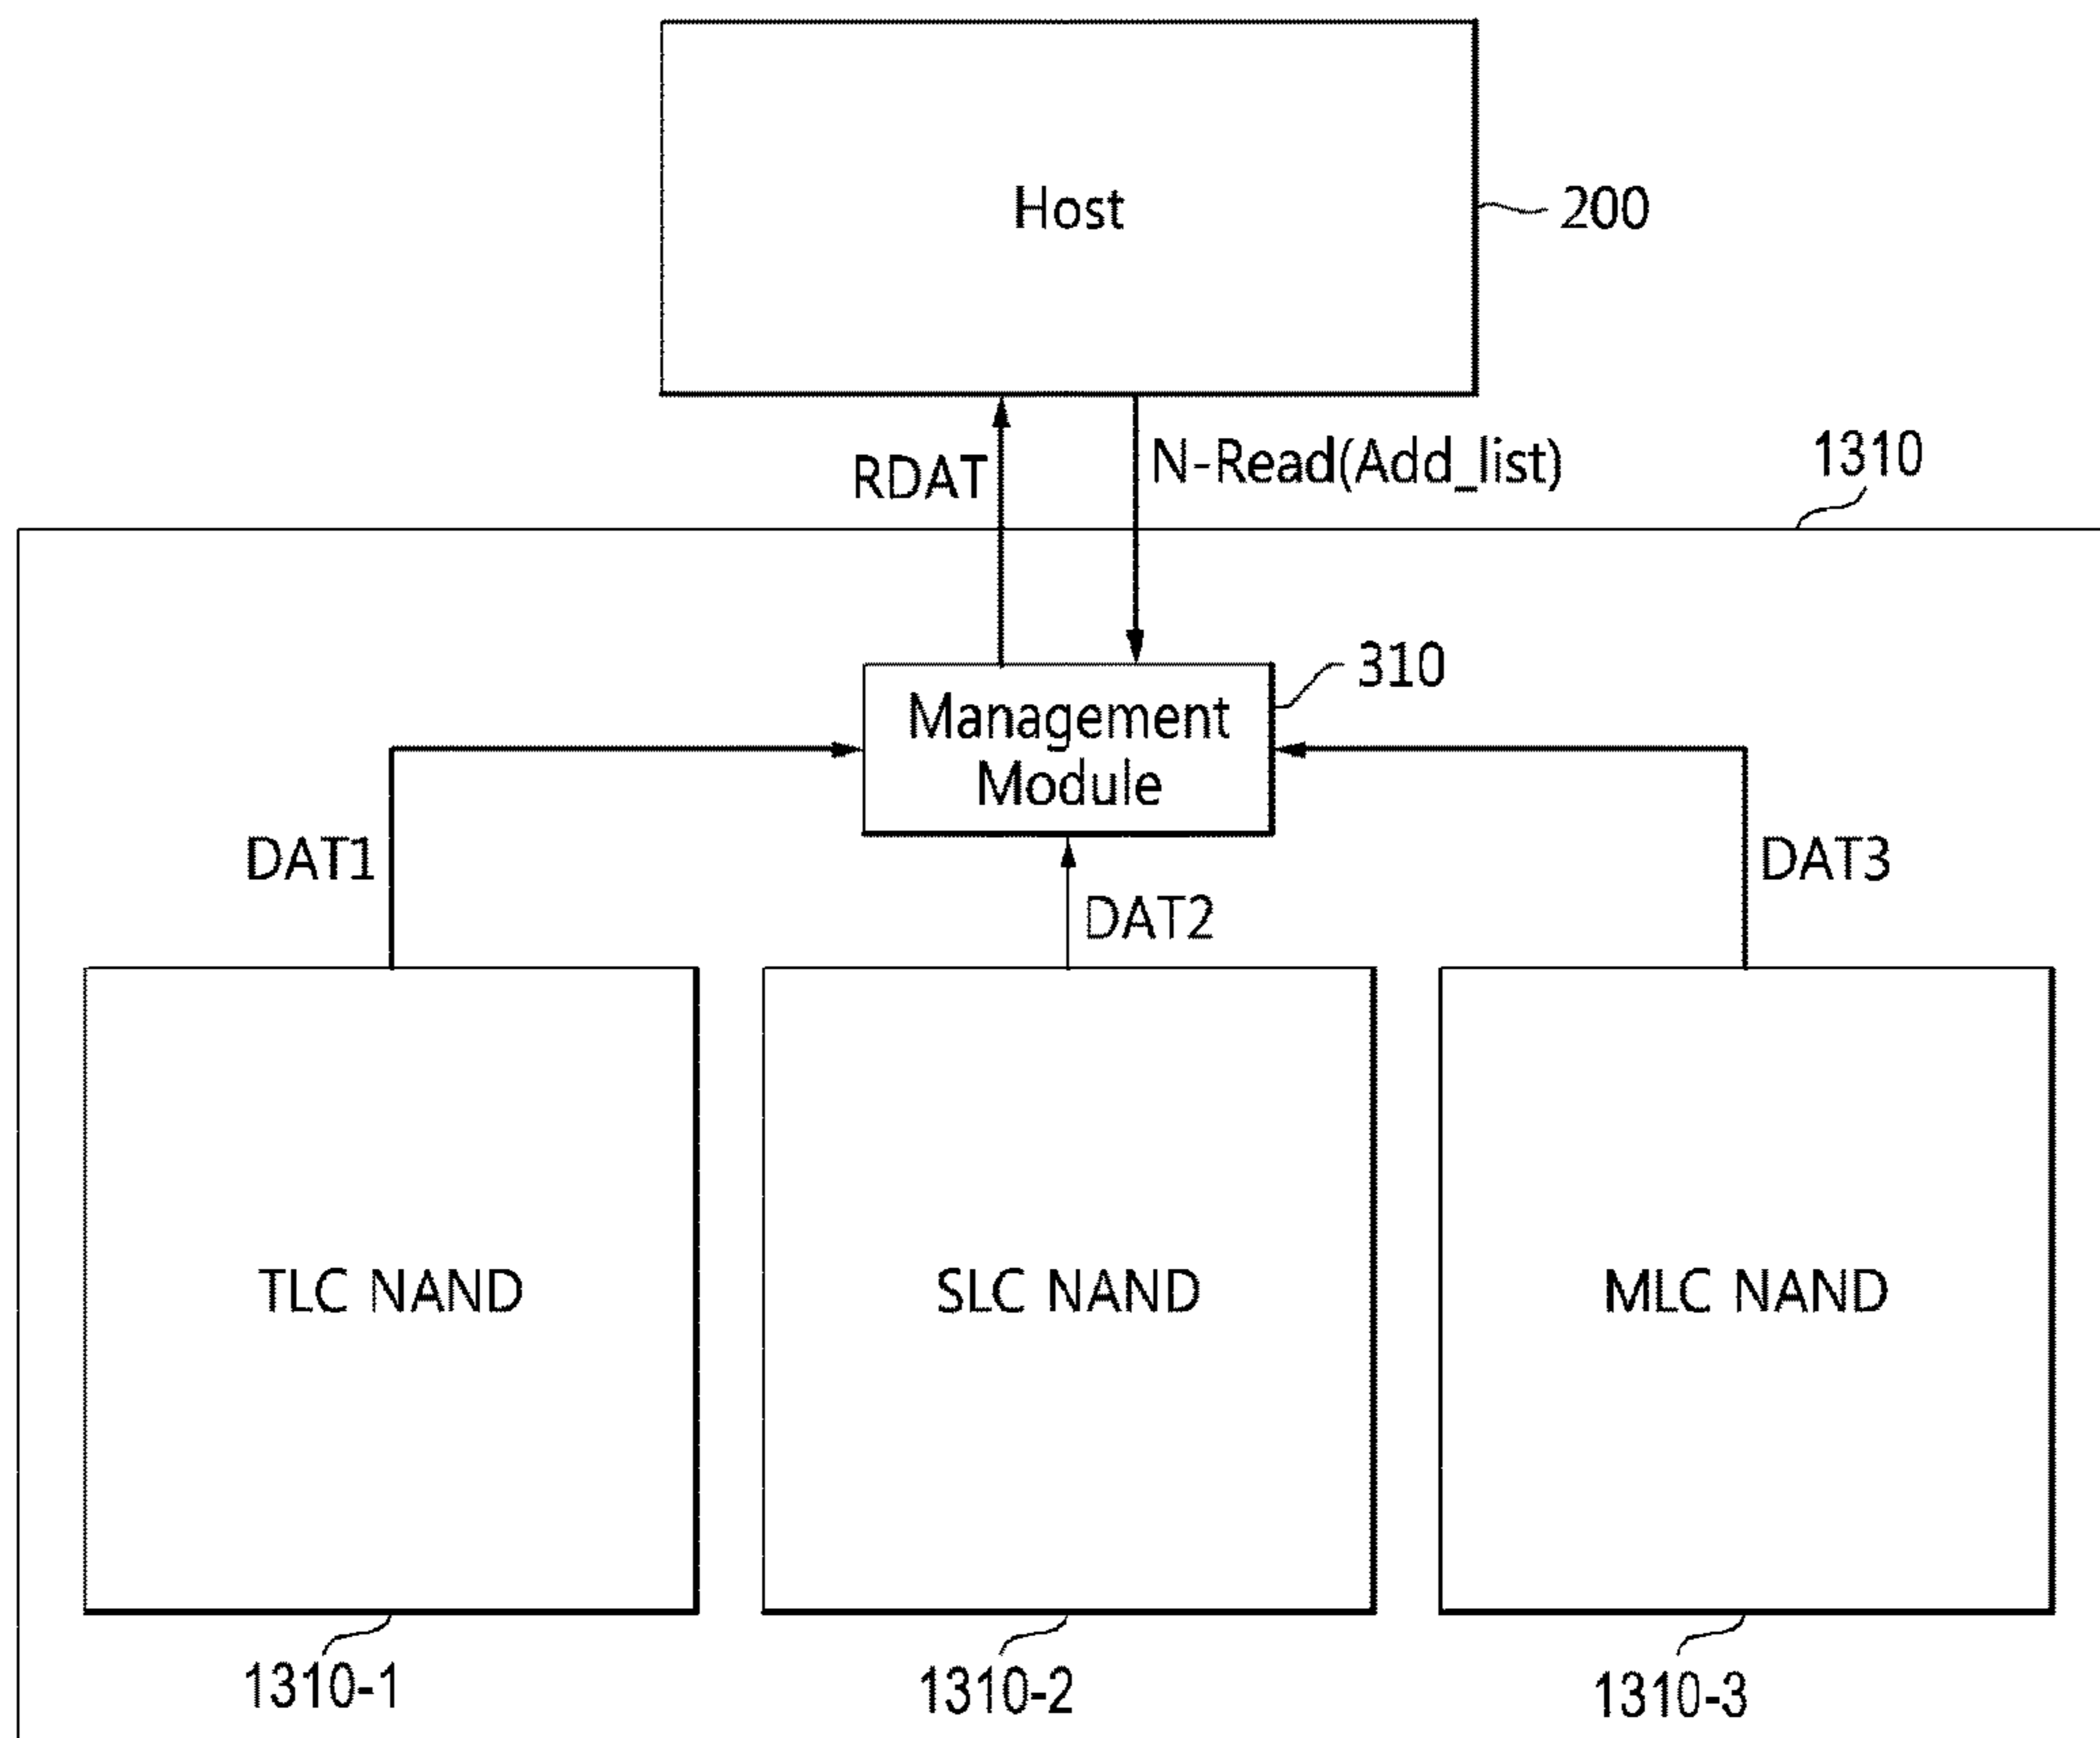 Host
200
RDAT
N-Read(Add_list)
1310
310
Management
Module
DAT1
DAT2
DAT3
TLC NAND
SLC NAND
MLC NAND
1310-1
1310-2
1310-3